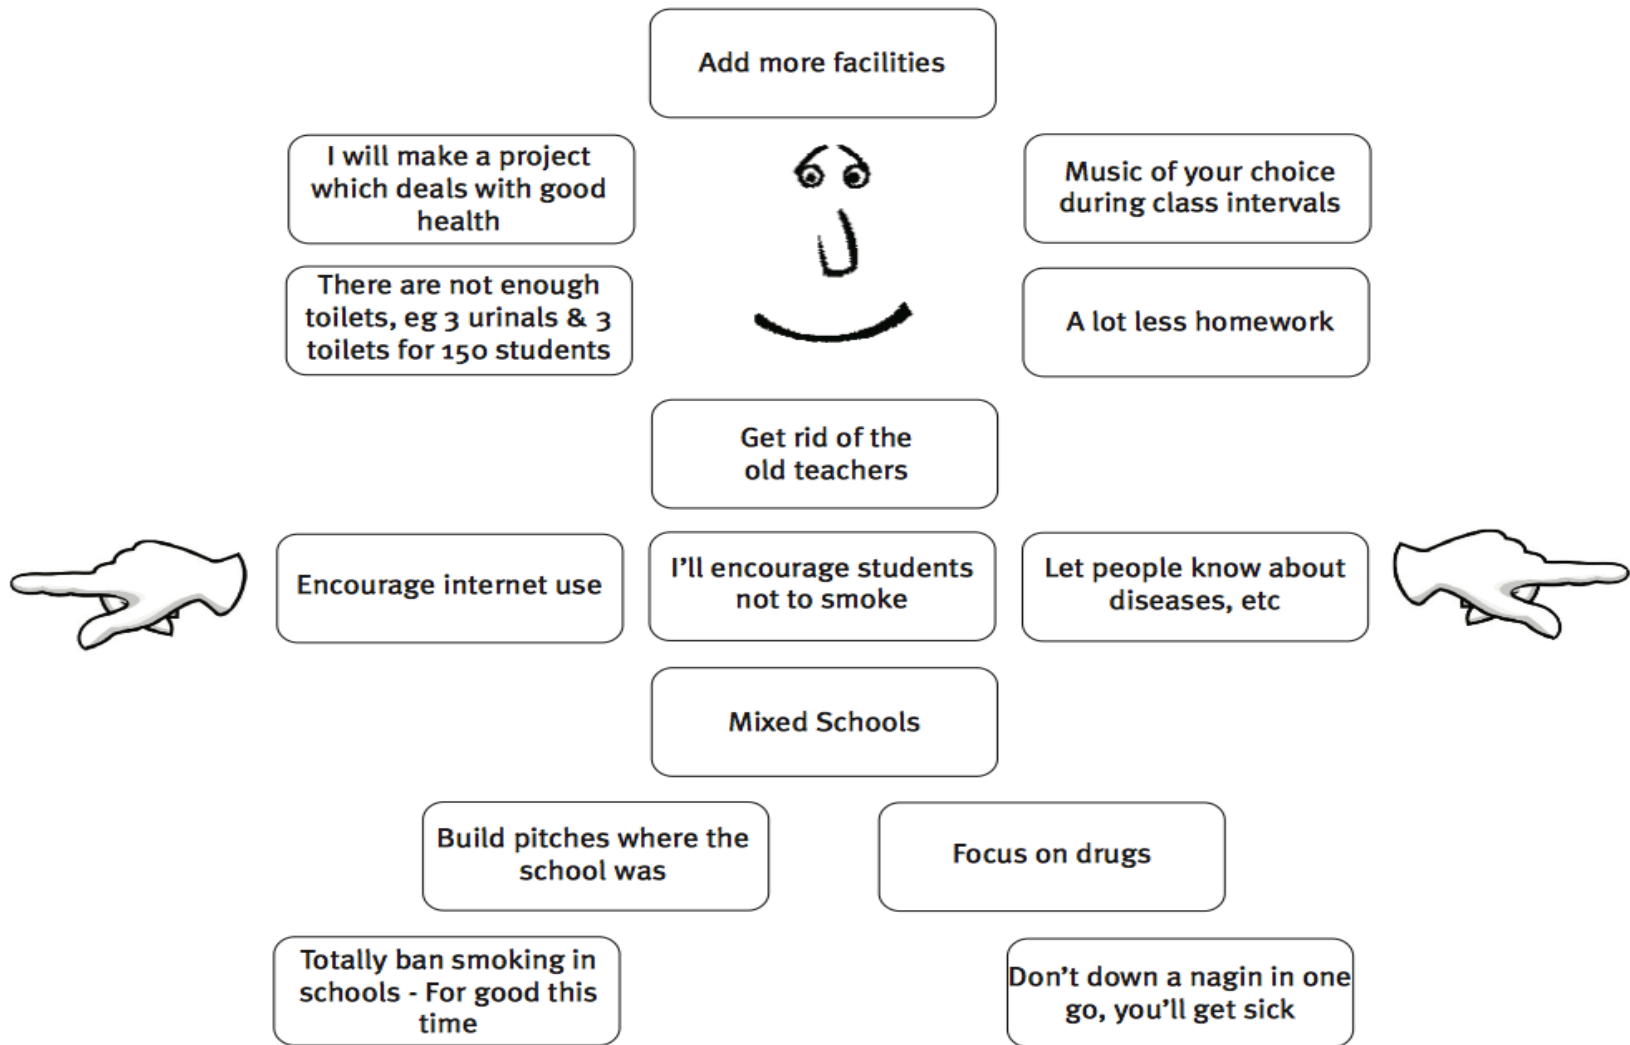 Add more facilities
I will make a project
which deals with good
health
Music of your choice
during class intervals
There are not enough
toilets, eg 3 urinals & 3
toilets for 150 students
A lot less homework
Get rid of the
old teachers
Encourage internet use
I'll encourage students
not to smoke
Let people know about
diseases, etc
Mixed Schools
Build pitches where the
school was
Focus on drugs
Totally ban smoking in
schools - For good this
time
Don't down a nagin in one
go, you'll get sick